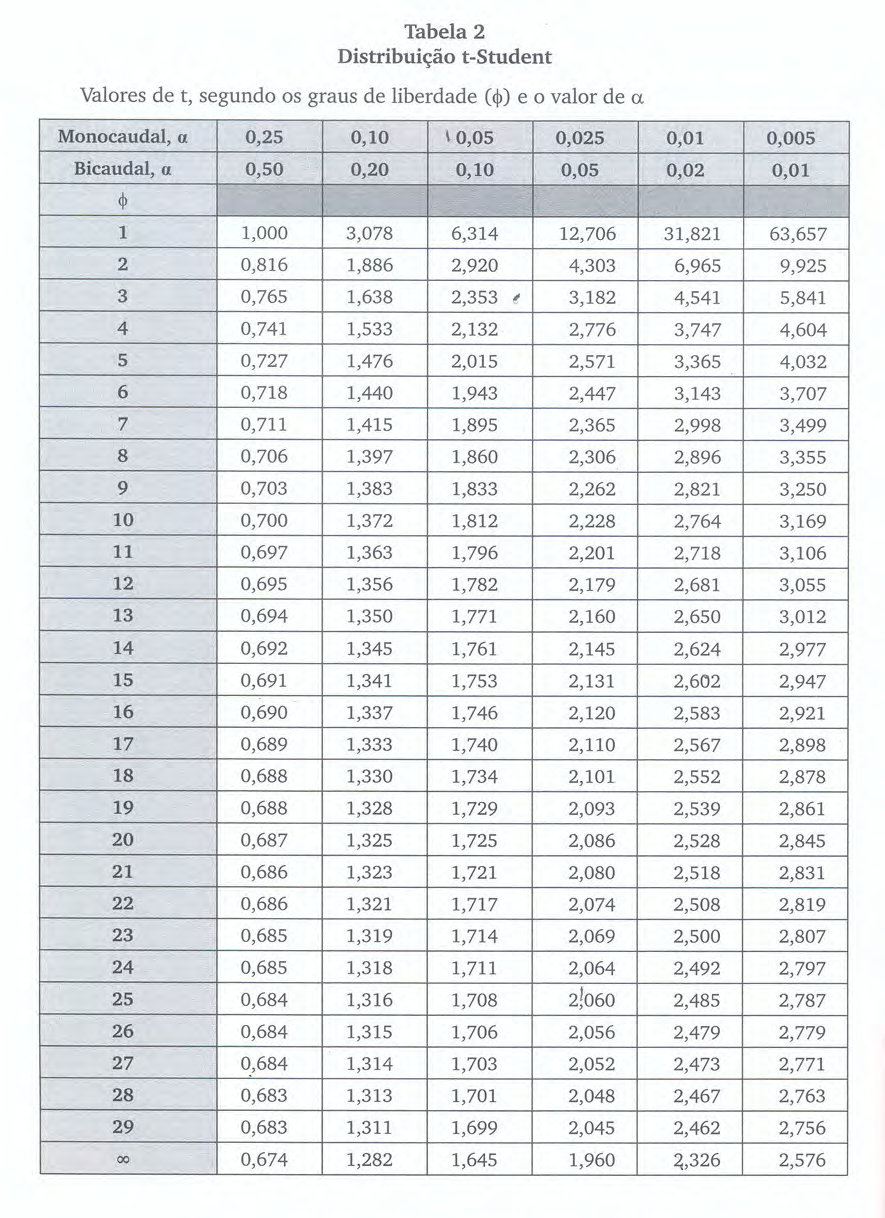 Tabela 2
Distribuição t-Student
Valores de t, segundo os graus de liberdade (ϕ) e o valor de α
Monocaudal, α 0,25 0,10 0,05 0,025 0,01 0,005
Bicaudal, α 0,50 0,20 0,10 0,05 0,02 0,01
ϕ
1 1,000 3,078 6,314 12,706 31,821 63,657
2 0,816 1,886 2,920 4,303 6,965 9,925
3 0,765 1,638 2,353 3,182 4,541 5,841
4 0,741 1,533 2,132 2,776 3,747 4,604
5 0,727 1,476 2,015 2,571 3,365 4,032
6 0,718 1,440 1,943 2,447 3,143 3,707
7 0,711 1,415 1,895 2,365 2,998 3,499
8 0,706 1,397 1,860 2,306 2,896 3,355
9 0,703 1,383 1,833 2,262 2,821 3,250
10 0,700 1,372 1,812 2,228 2,764 3,169
11 0,697 1,363 1,796 2,201 2,718 3,106
12 0,695 1,356 1,782 2,179 2,681 3,055
13 0,694 1,350 1,771 2,160 2,650 3,012
14 0,692 1,345 1,761 2,145 2,624 2,977
15 0,691 1,341 1,753 2,131 2,602 2,947
16 0,690 1,337 1,746 2,120 2,583 2,921
17 0,689 1,333 1,740 2,110 2,567 2,898
18 0,688 1,330 1,734 2,101 2,552 2,878
19 0,688 1,328 1,729 2,093 2,539 2,861
20 0,687 1,325 1,725 2,086 2,528 2,845
21 0,686 1,323 1,721 2,080 2,518 2,831
22 0,686 1,321 1,717 2,074 2,508 2,819
23 0,685 1,319 1,714 2,069 2,500 2,807
24 0,685 1,318 1,711 2,064 2,492 2,797
25 0,684 1,316 1,708 2,060 2,485 2,787
26 0,684 1,315 1,706 2,056 2,479 2,779
27 0,684 1,314 1,703 2,052 2,473 2,771
28 0,683 1,313 1,701 2,048 2,467 2,763
29 0,683 1,311 1,699 2,045 2,462 2,756
∞ 0,674 1,282 1,645 1,960 2,326 2,576